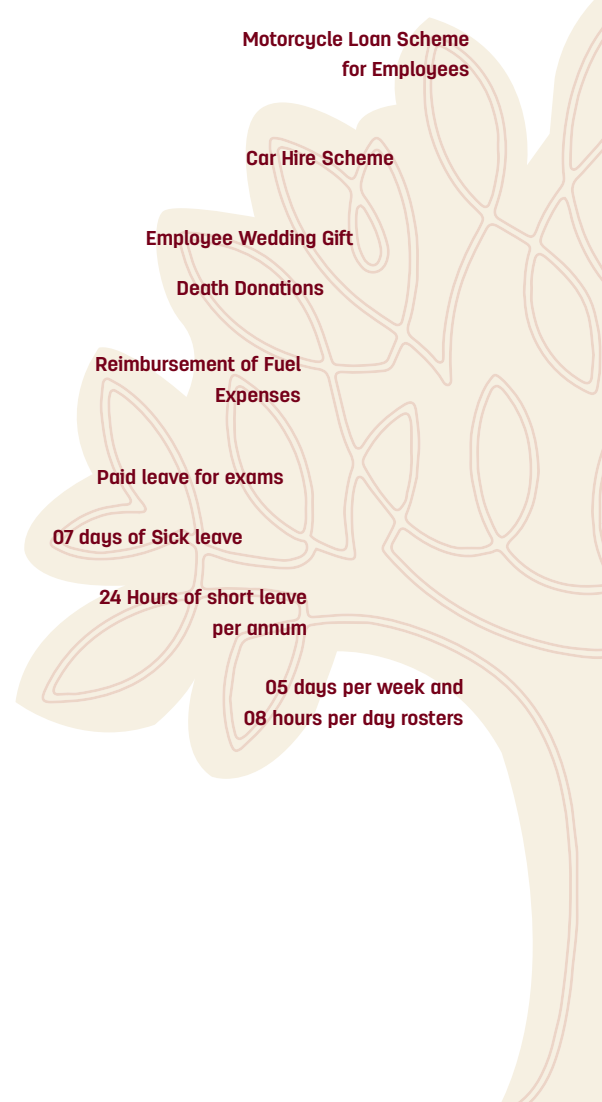 Motorcycle Loan Scheme
for Employees
Car Hire Scheme
Employee Wedding Gift
Death Donations
Reimbursement of Fuel
Expenses
Paid leave for exams
07 days of Sick leave
24 Hours of short leave
per annum
05 days per week and
08 hours per day rosters